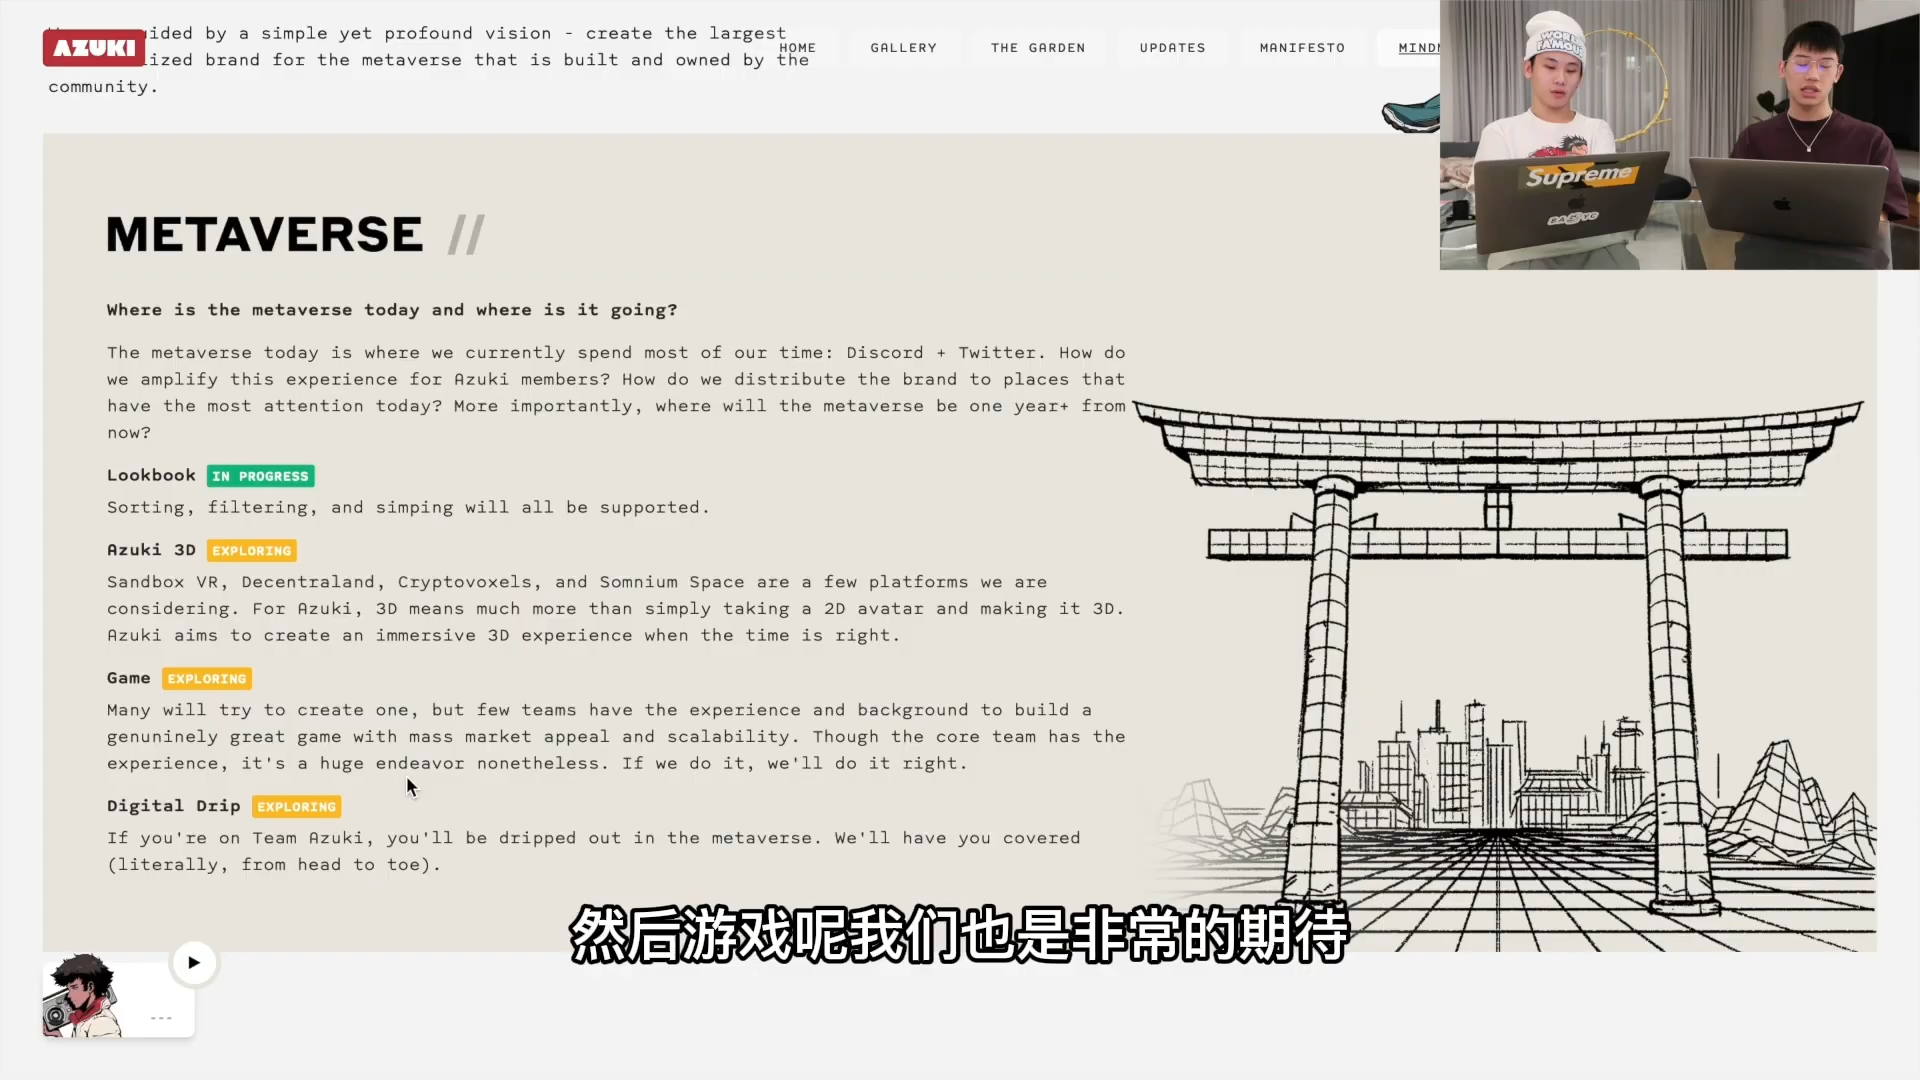 ided by a simple yet profound vision - create the largest
lized brand for the metaverse that is built and owned by the
community.
AZUKI
HOME
GALLERY
THE GARDEN
UPDATES
MANIFESTO
MINDM
WORLD
FAMOUS
Supreme
METAVERSE //
Where is the metaverse today and where is it going?
The metaverse today is where we currently spend most of our time: Discord + Twitter. How do
we amplify this experience for Azuki members? How do we distribute the brand to places that
have the most attention today? More importantly, where will the metaverse be one year+ from
now?
Lookbook IN PROGRESS
Sorting, filtering, and simping will all be supported.
Azuki 3D EXPLORING
Sandbox VR, Decentraland, Cryptovoxels, and Somnium Space are a few platforms we are
considering. For Azuki, 3D means much more than simply taking a 2D avatar and making it 3D.
Azuki aims to create an immersive 3D experience when the time is right.
Game EXPLORING
Many will try to create one, but few teams have the experience and background to build a
genuninely great game with mass market appeal and scalability. Though the core team has the
experience, it's a huge endeavor nonetheless. If we do it, we'll do it right.
Digital Drip EXPLORING
If you're on Team Azuki, you'll be dripped out in the metaverse. We'll have you covered
(literally, from head to toe).
然后游戏呢我们也是非常的期待
---